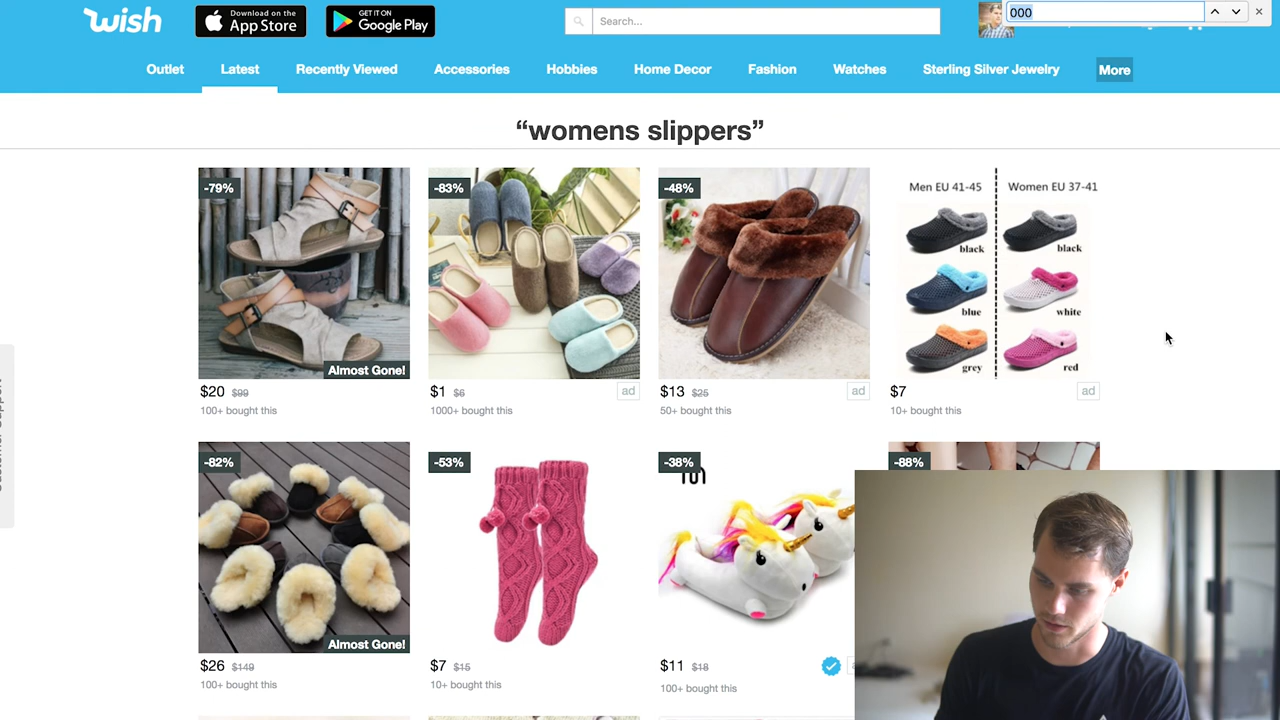 wish
Download on the
App Store
GET IT ON
Google Play
Search...
000
Outlet
Latest
Recently Viewed
Accessories
Hobbies
Home Decor
Fashion
Watches
Sterling Silver Jewelry
More
“womens slippers”
-79%
Almost Gone!
$20 $99
100+ bought this
-83%
$1 $6
ad
1000+ bought this
-48%
$13 $25
ad
50+ bought this
Men EU 41-45
Women EU 37-41
black
black
blue
white
grey
red
$7
ad
10+ bought this
-82%
Almost Gone!
$26 $149
100+ bought this
-53%
$7 $15
10+ bought this
-38%
$11 $18
100+ bought this
-88%